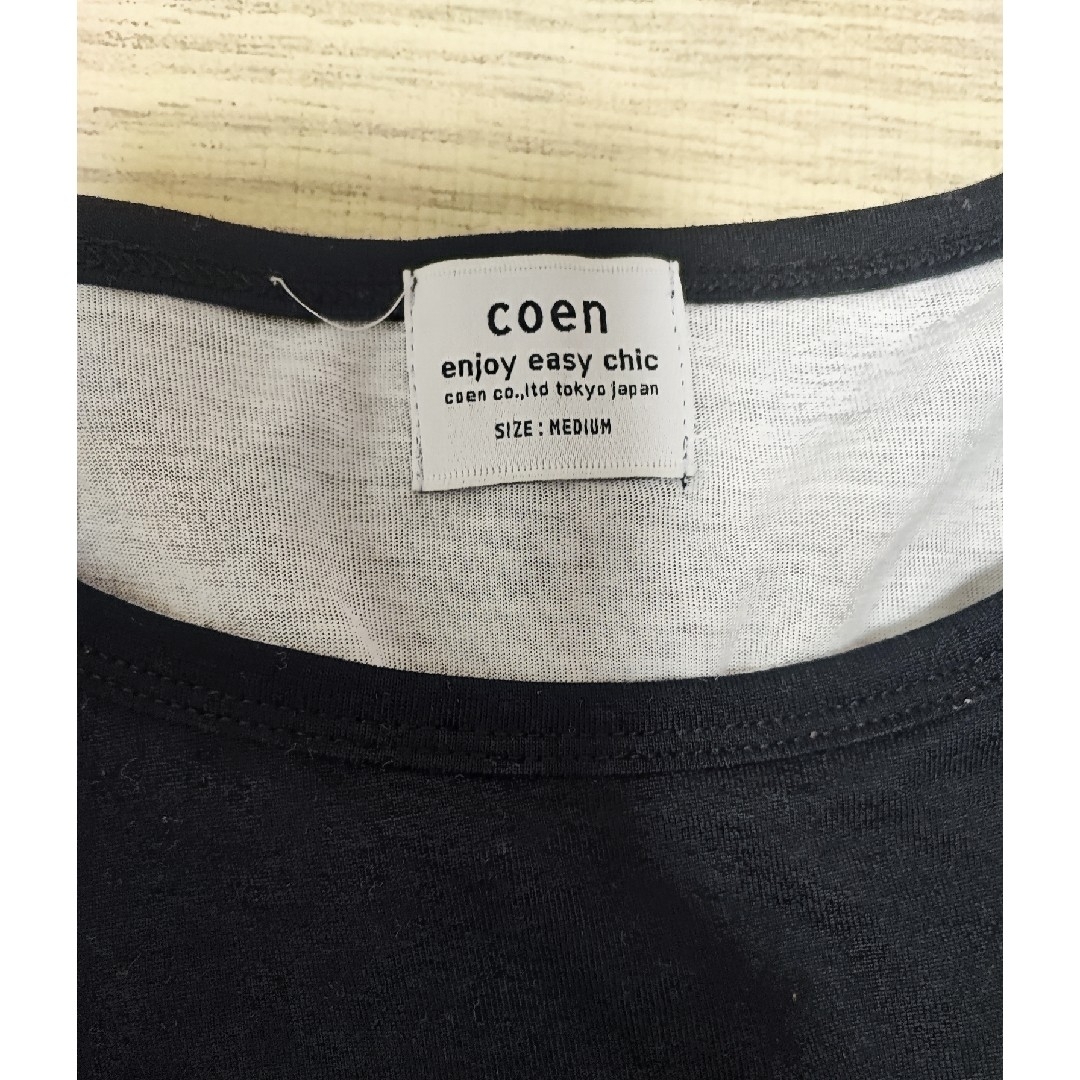 coen
enjoy easy chic
coen co.,ltd tokyo japan
SIZE : MEDIUM